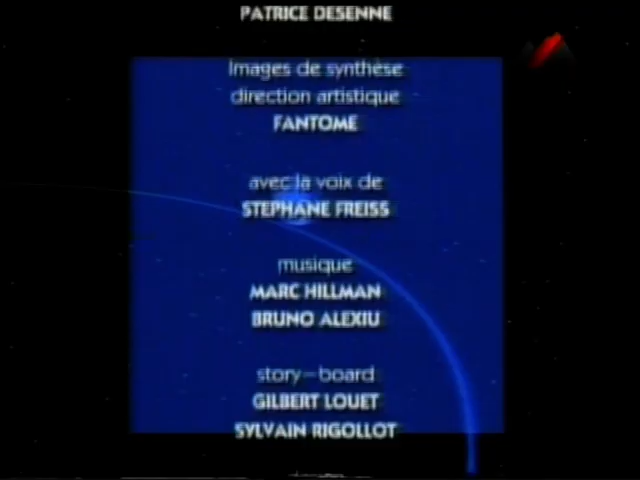 PATRICE DESENNE
Images de synthèse
direction artistique
FANTOME
avec la voix de
STEPHANE FREISS
musique
MARC HILLMAN
BRUNO ALEXIU
story-board
GILBERT LOUET
SYLVAIN RIGOLLOT